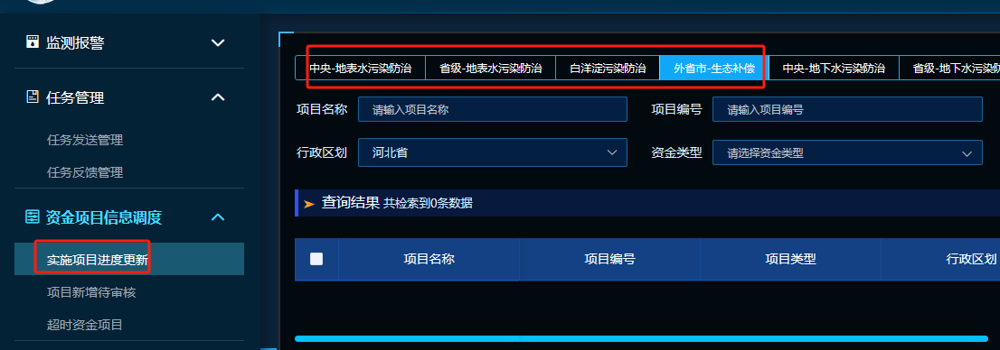 监测报警
任务管理
任务发送管理
任务反馈管理
资金项目信息调度
实施项目进度更新
项目新增待审核
超时资金项目
中央-地表水污染防治 省级-地表水污染防治 白洋淀污染防治 外省市-生态补偿 中央-地下水污染防治 省级-地下水污染防
项目名称 请输入项目名称 项目编号 请输入项目编号
行政区划 河北省 资金类型 请选择资金类型
查询结果 共检索到0条数据
项目名称 项目编号 项目类型 行政区划